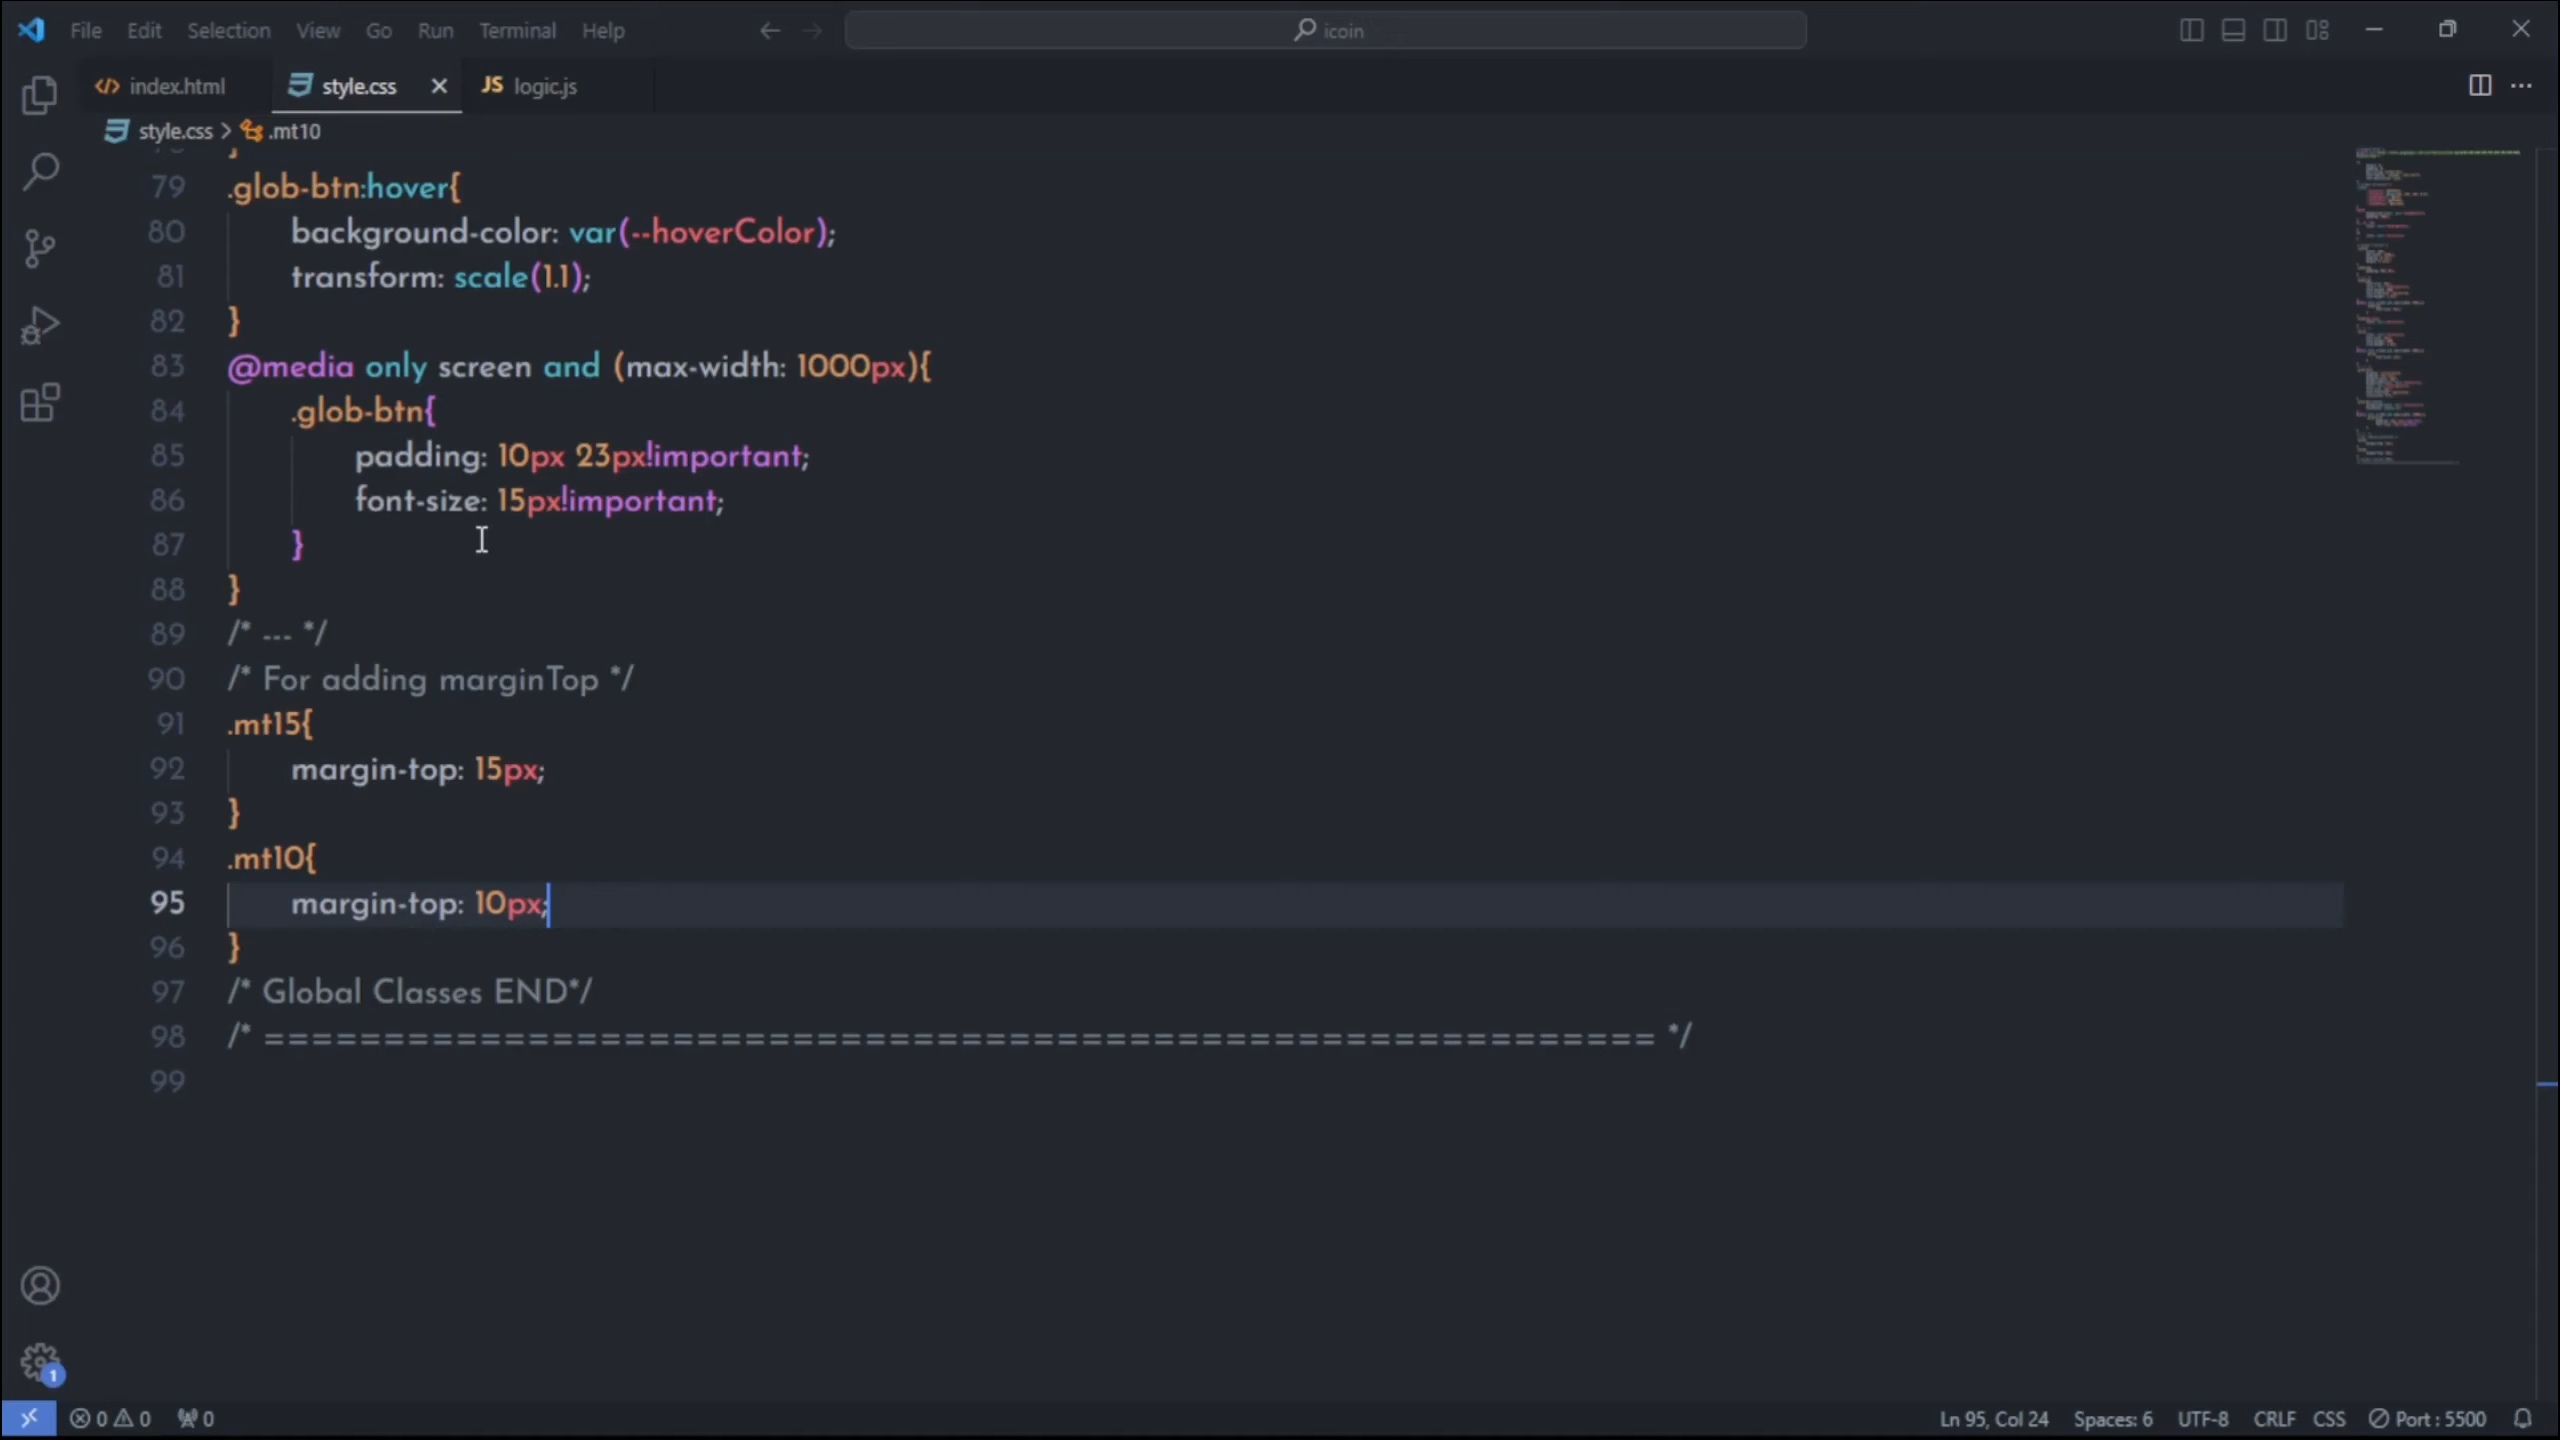 File Edit Selection View Go Run Terminal Help icoin
index.html style.css JS logic.js
style.css > .mt10
79 .glob-btn:hover{
80 background-color: var(--hoverColor);
81 transform: scale(1.1);
82 }
83 @media only screen and (max-width: 1000px){
84 .glob-btn{
85 padding: 10px 23px!important;
86 font-size: 15px!important;
87 }
88 }
89 /* --- */
90 /* For adding marginTop */
91 .mt15{
92 margin-top: 15px;
93 }
94 .mt10{
95 margin-top: 10px;
96 }
97 /* Global Classes END*/
98 /* ========================================================== */
99
1
0 0 0 Ln 95, Col 24 Spaces: 6 UTF-8 CRLF CSS Port : 5500